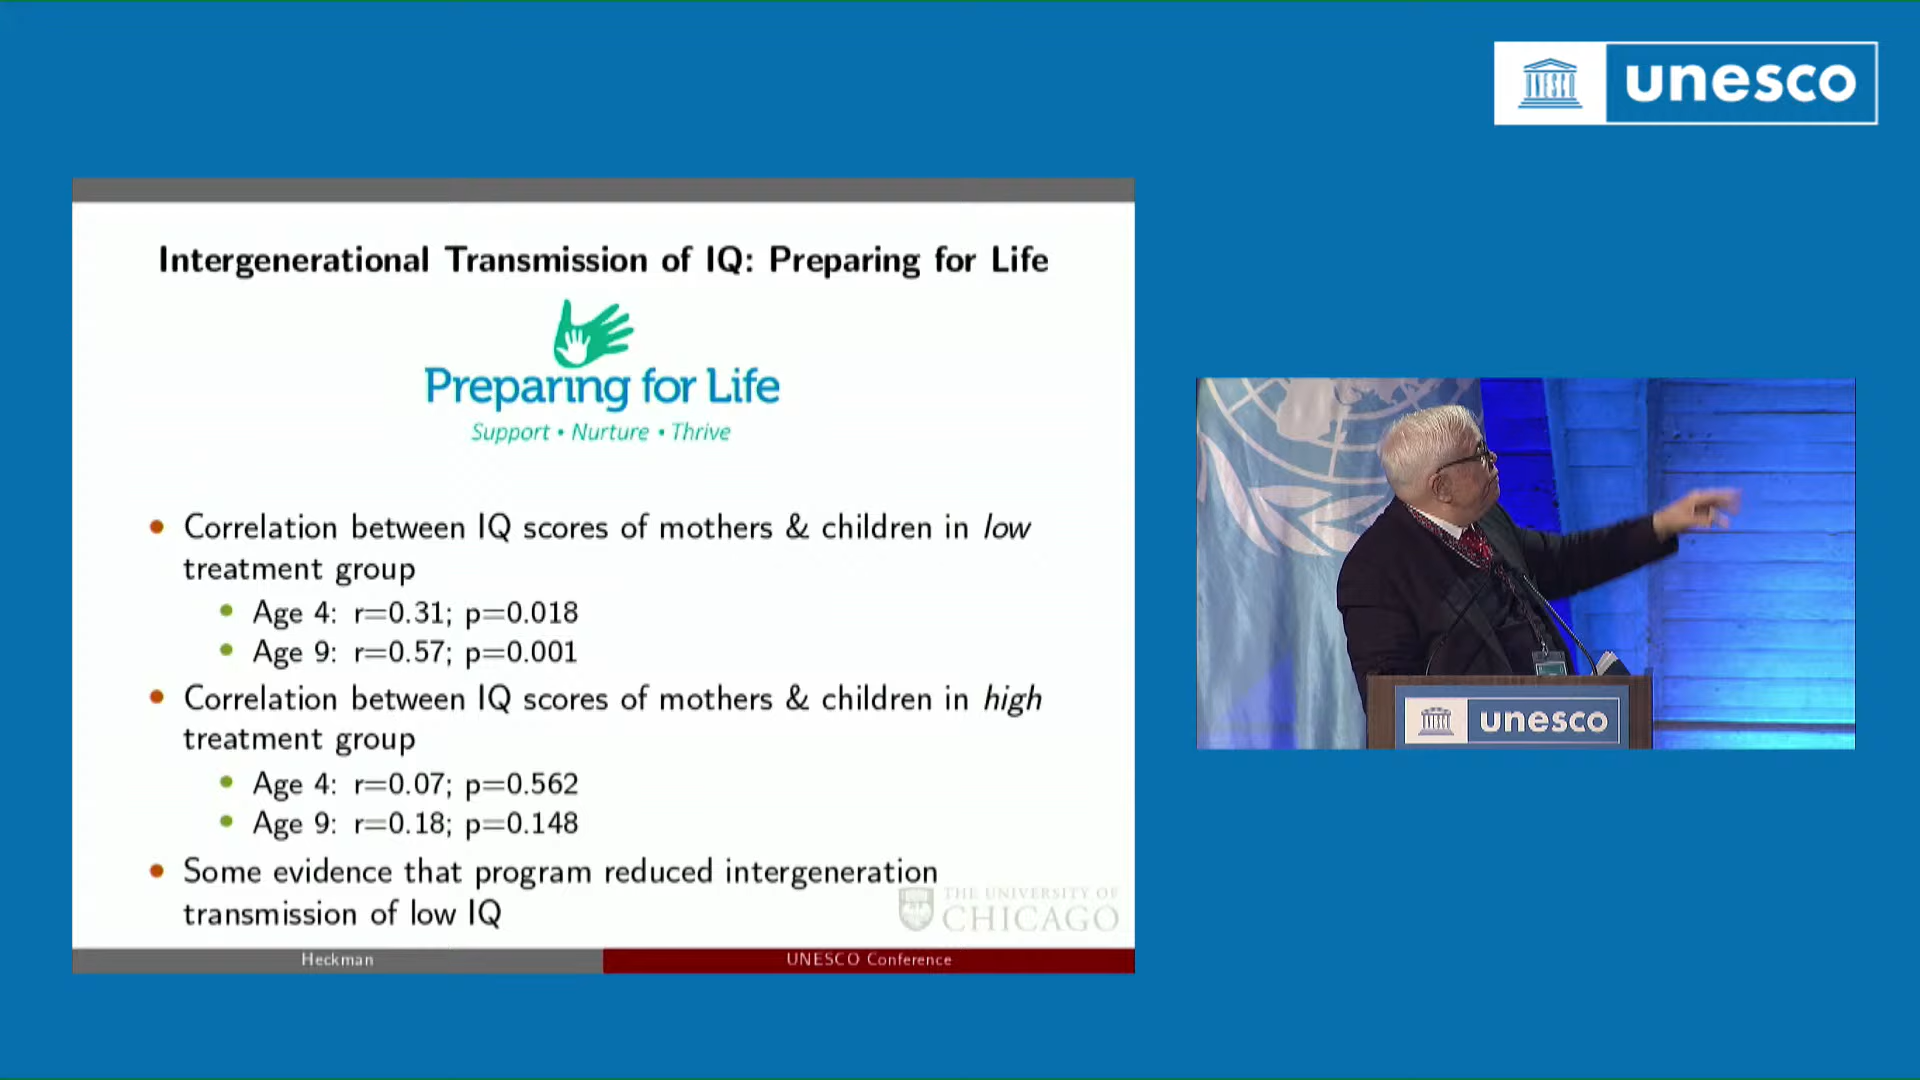 unesco
Intergenerational Transmission of IQ: Preparing for Life
Preparing for Life
Support • Nurture • Thrive
Correlation between IQ scores of mothers & children in low
treatment group
Age 4: r=0.31; p=0.018
Age 9: r=0.57; p=0.001
Correlation between IQ scores of mothers & children in high
treatment group
Age 4: r=0.07; p=0.562
Age 9: r=0.18; p=0.148
Some evidence that program reduced intergeneration
transmission of low IQ
THE UNIVERSITY OF
CHICAGO
Heckman
UNESCO Conference
unesco